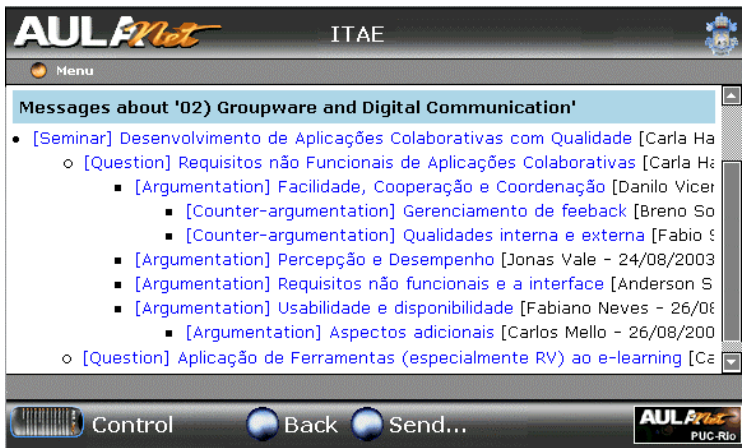 AULANet
ITAE
Menu
Messages about '02) Groupware and Digital Communication'
[Seminar] Desenvolvimento de Aplicações Colaborativas com Qualidade [Carla Ha
[Question] Requisitos não Funcionais de Aplicações Colaborativas [Carla Ha
[Argumentation] Facilidade, Cooperação e Coordenação [Danilo Vicer
[Counter-argumentation] Gerenciamento de feeback [Breno So
[Counter-argumentation] Qualidades interna e externa [Fabio S
[Argumentation] Percepção e Desempenho [Jonas Vale - 24/08/2003
[Argumentation] Requisitos não funcionais e a interface [Anderson S
[Argumentation] Usabilidade e disponibilidade [Fabiano Neves - 26/08
[Argumentation] Aspectos adicionais [Carlos Mello - 26/08/200
[Question] Aplicação de Ferramentas (especialmente RV) ao e-learning [Ca
Control Back Send...
AULANet
PUC-Rio